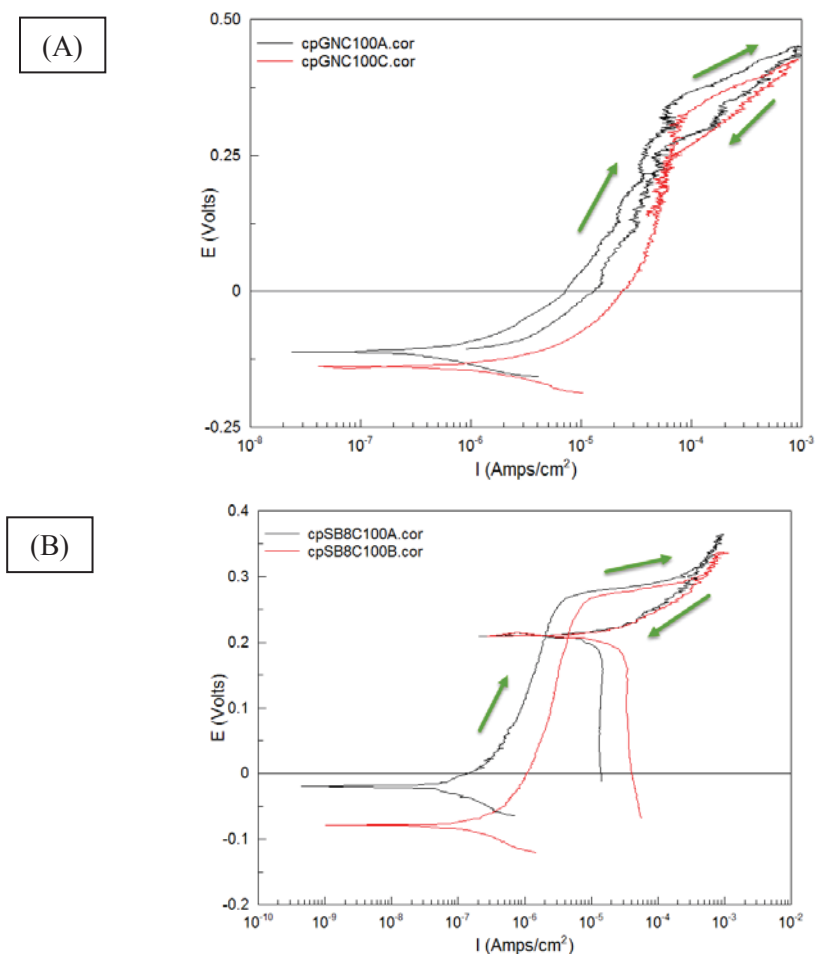 (A)
0.50
cpGNC100A.cor
cpGNC100C.cor
0.25
E (Volts)
0
-0.25
10⁻⁸ 10⁻⁷ 10⁻⁶ 10⁻⁵ 10⁻⁴ 10⁻³
I (Amps/cm²)
(B)
0.4
cpSB8C100A.cor
cpSB8C100B.cor
0.3
0.2
E (Volts)
0.1
0
-0.1
-0.2
10⁻¹⁰ 10⁻⁹ 10⁻⁸ 10⁻⁷ 10⁻⁶ 10⁻⁵ 10⁻⁴ 10⁻³ 10⁻²
I (Amps/cm²)